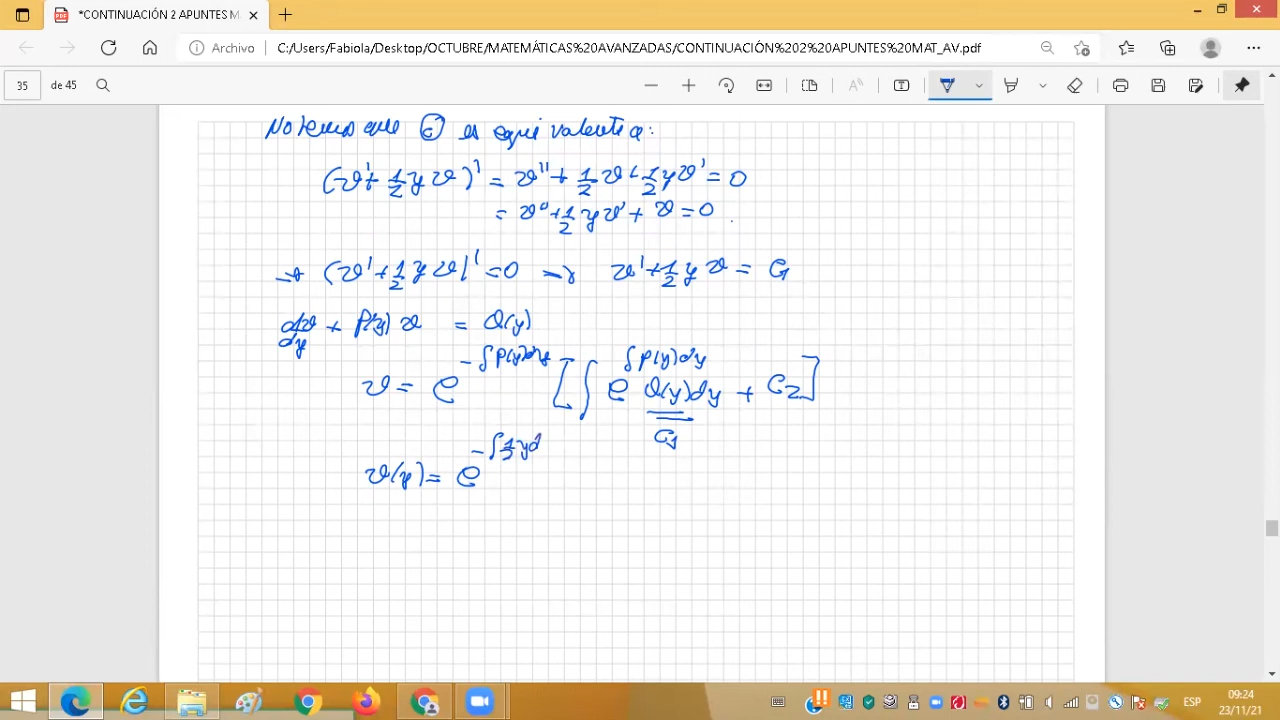 *CONTINUACIÓN 2 APUNTES M
Archivo C:/Users/Fabiola/Desktop/OCTUBRE/MATEMÁTICAS%20AVANZADAS/CONTINUACIÓN%202%20APUNTES%20MAT_AV.pdf
35 de 45
Notemos que ⑥ es equivalente a:
(v' + 1/2 y v)' = v'' + 1/2 v + 1/2 y v' = 0
= v'' + 1/2 y v' + v = 0
→ (v' + 1/2 y v)' = 0 → v' + 1/2 y v = C1
dv/dy + P(y) v = Q(y)
v = e^(-∫P(y)dy) [∫ e^(∫P(y)dy) Q(y)dy + C2]
C1
v(y) = e^(-∫1/2 y d
ESP
09:24
23/11/21